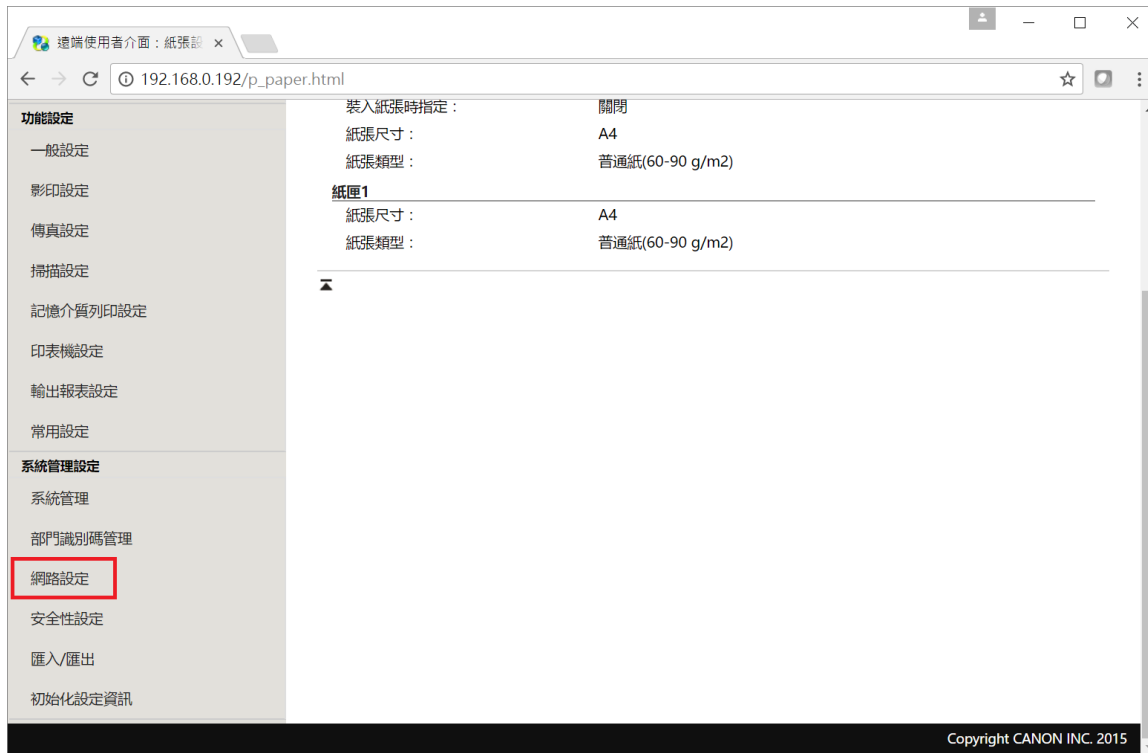 遠端使用者介面：紙張設
192.168.0.192/p_paper.html
功能設定
一般設定
影印設定
傳真設定
掃描設定
記憶介質列印設定
印表機設定
輸出報表設定
常用設定
系統管理設定
系統管理
部門識別碼管理
網路設定
安全性設定
匯入/匯出
初始化設定資訊
裝入紙張時指定： 關閉
紙張尺寸： A4
紙張類型： 普通紙(60-90 g/m2)
紙匣1
紙張尺寸： A4
紙張類型： 普通紙(60-90 g/m2)
Copyright CANON INC. 2015